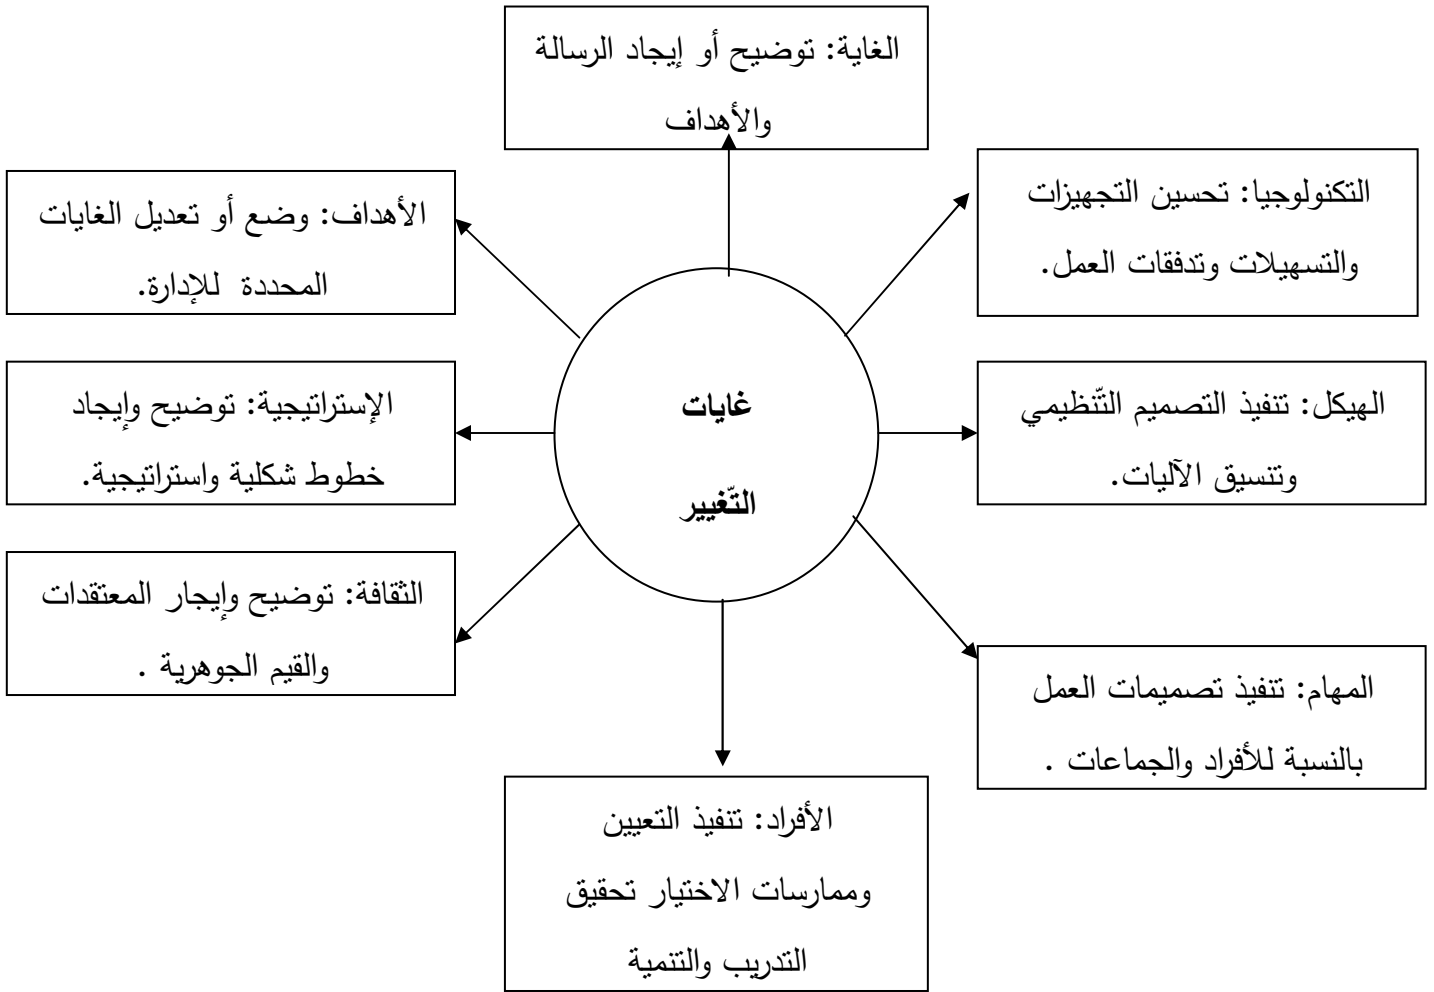 الغاية: توضيح أو إيجاد الرسالة
والأهداف
التكنولوجيا: تحسين التجهيزات
والتسهيلات وتدفقات العمل.
الأهداف: وضع أو تعديل الغايات
المحددة للإدارة.
الهيكل: تنفيذ التصميم التّنظيمي
وتنسيق الآليات.
غايات
التّغيير
الإستراتيجية: توضيح وإيجاد
خطوط شكلية واستراتيجية.
الثقافة: توضيح وإيجار المعتقدات
والقيم الجوهرية .
المهام: تنفيذ تصميمات العمل
بالنسبة للأفراد والجماعات .
الأفراد: تنفيذ التعيين
وممارسات الاختيار تحقيق
التدريب والتنمية